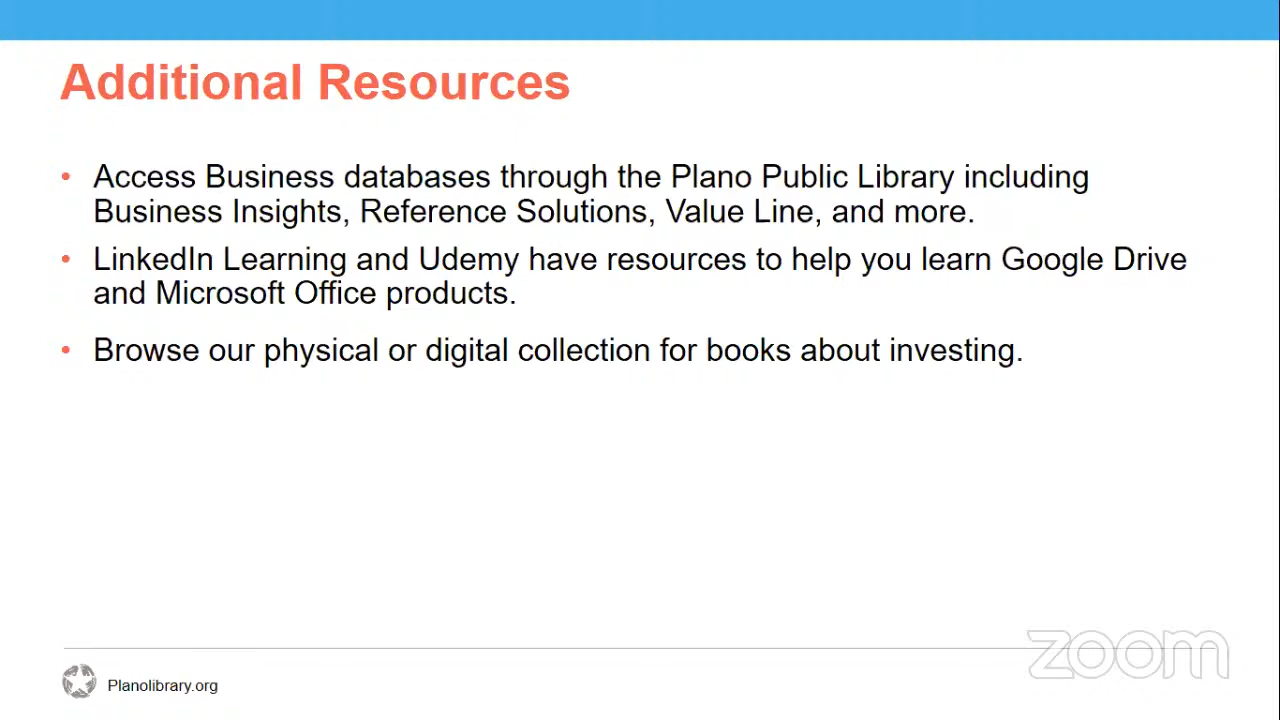 Additional Resources
• Access Business databases through the Plano Public Library including
Business Insights, Reference Solutions, Value Line, and more.
• LinkedIn Learning and Udemy have resources to help you learn Google Drive
and Microsoft Office products.
• Browse our physical or digital collection for books about investing.
zoom
Planolibrary.org